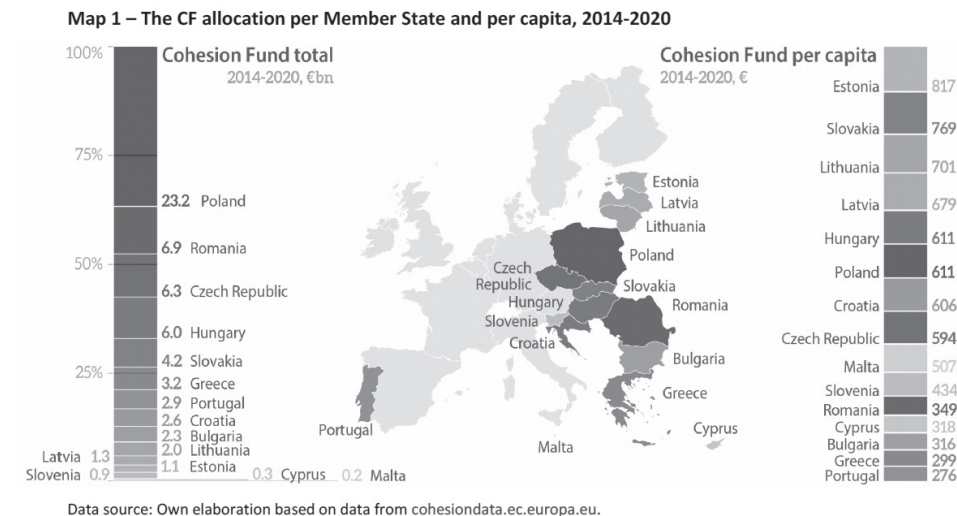 Map 1 – The CF allocation per Member State and per capita, 2014-2020
100%
75%
50%
25%
Cohesion Fund total
2014-2020, €bn
23.2 Poland
6.9 Romania
6.3 Czech Republic
6.0 Hungary
4.2 Slovakia
3.2 Greece
2.9 Portugal
2.6 Croatia
2.3 Bulgaria
2.0 Lithuania
Latvia 1.3
1.1 Estonia
Slovenia 0.9
0.3 Cyprus
0.2 Malta
Estonia
Latvia
Lithuania
Poland
Czech
Republic
Slovakia
Hungary
Romania
Slovenia
Croatia
Bulgaria
Greece
Portugal
Cyprus
Malta
Cohesion Fund per capita
2014-2020, €
Estonia 817
Slovakia 769
Lithuania 701
Latvia 679
Hungary 611
Poland 611
Croatia 606
Czech Republic 594
Malta 507
Slovenia 434
Romania 349
Cyprus 318
Bulgaria 316
Greece 299
Portugal 276
Data source: Own elaboration based on data from cohesiondata.ec.europa.eu.